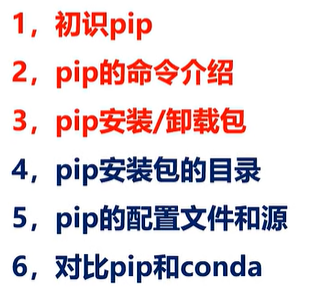 1，初识pip
2，pip的命令介绍
3，pip安装/卸载包
4，pip安装包的目录
5，pip的配置文件和源
6，对比pip和conda